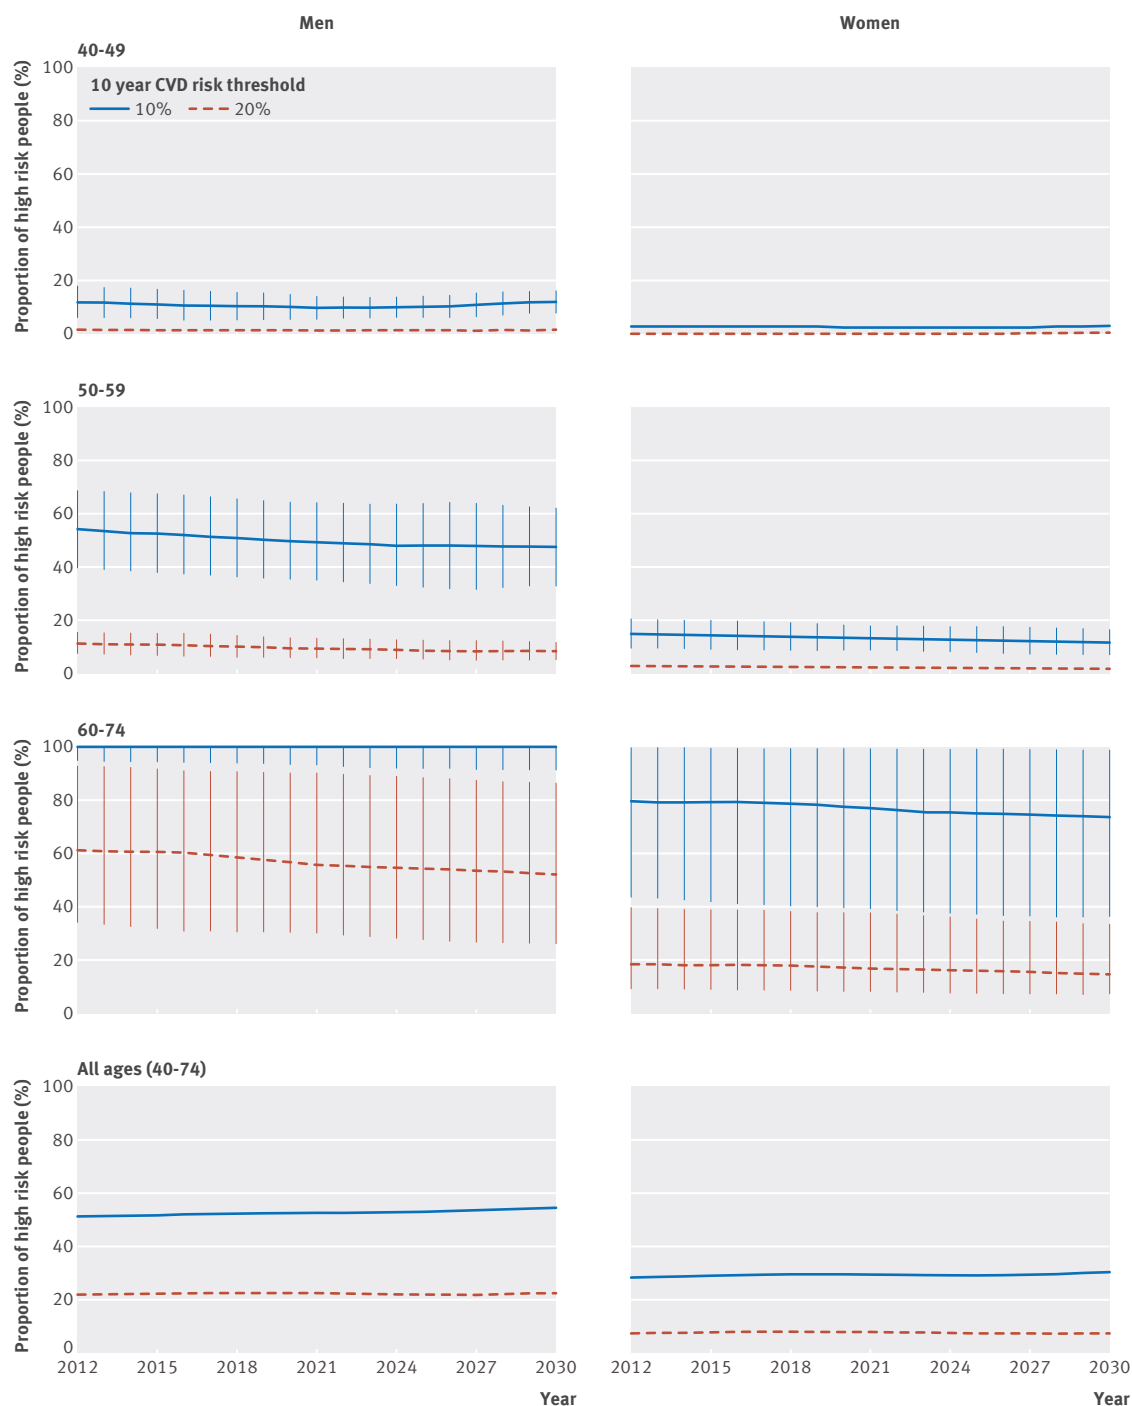 Men
Women
40-49
Proportion of high risk people (%)
100
80
60
40
20
0
10 year CVD risk threshold
10% 20%
50-59
Proportion of high risk people (%)
100
80
60
40
20
0
60-74
Proportion of high risk people (%)
100
80
60
40
20
0
All ages (40-74)
Proportion of high risk people (%)
100
80
60
40
20
0
2012 2015 2018 2021 2024 2027 2030
Year
2012 2015 2018 2021 2024 2027 2030
Year